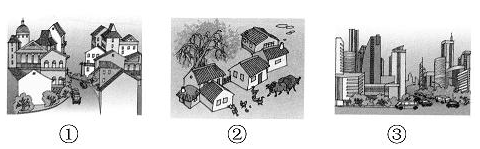 ① ② ③